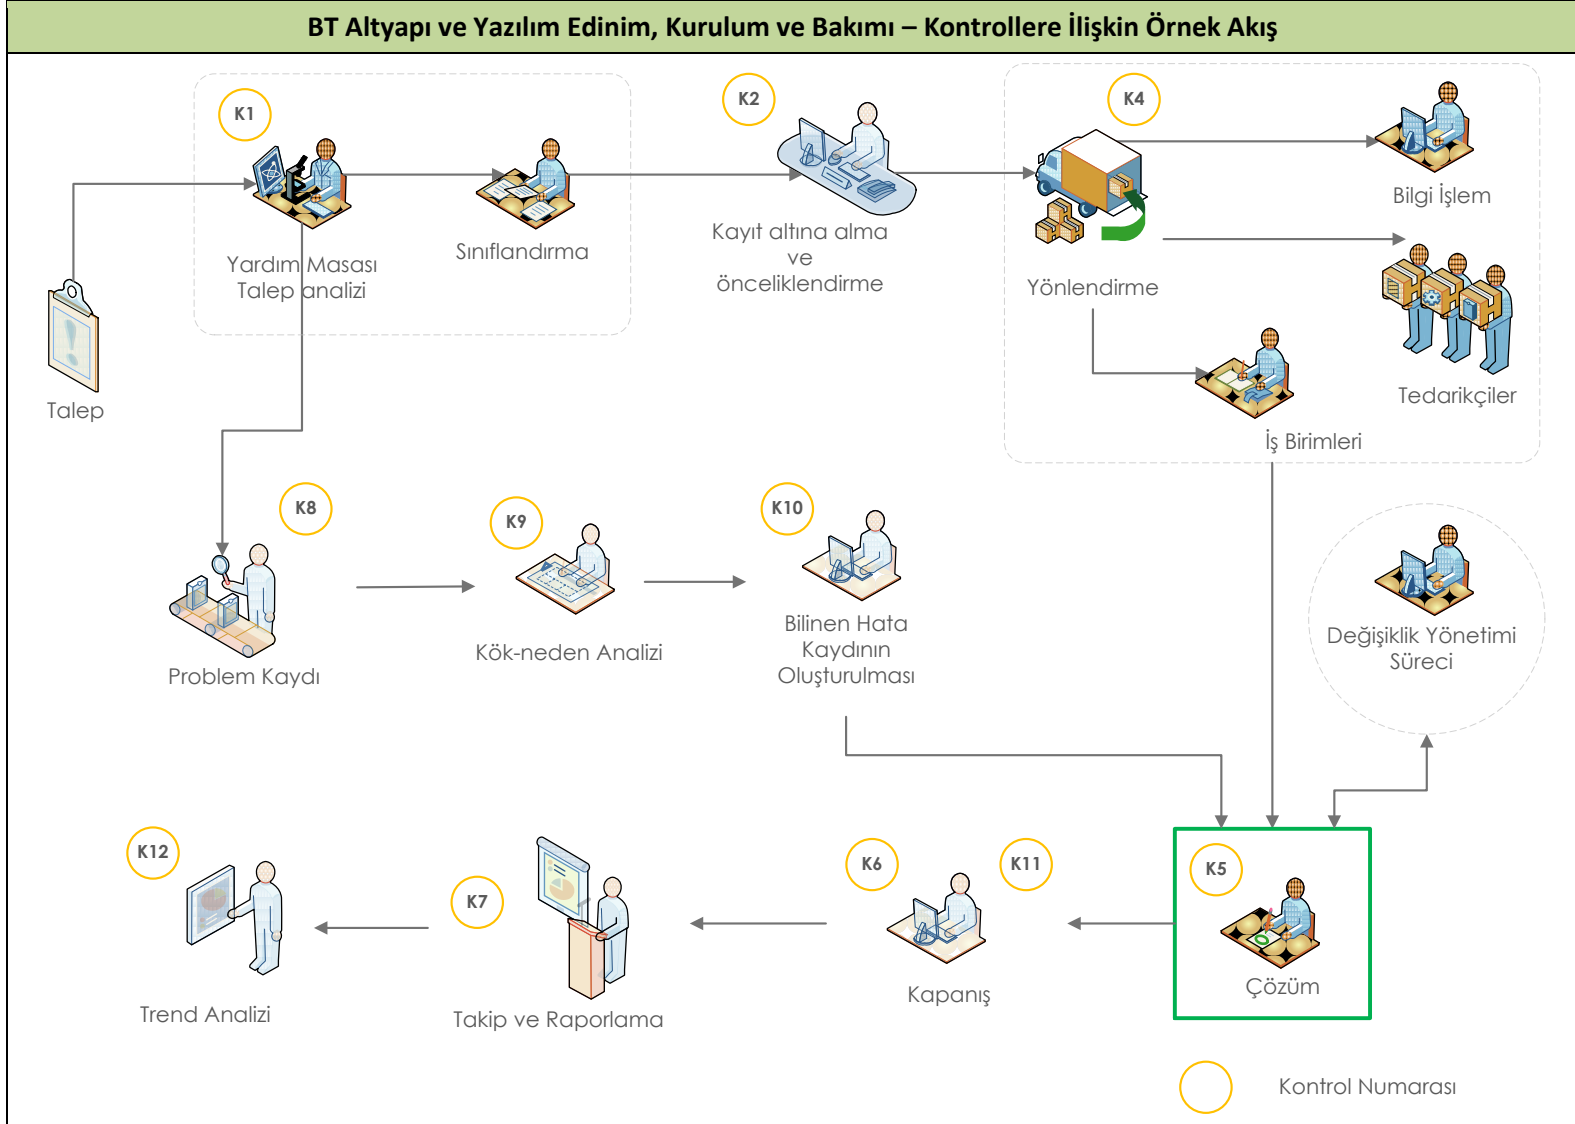 BT Altyapı ve Yazılım Edinim, Kurulum ve Bakımı – Kontrollere İlişkin Örnek Akış
K1
K2
K4
Bilgi İşlem
Yardım Masası
Talep analizi
Sınıflandırma
Kayıt altına alma
ve
önceliklendirme
Yönlendirme
Tedarikçiler
Talep
İş Birimleri
K8
K9
K10
Problem Kaydı
Kök-neden Analizi
Bilinen Hata
Kaydının
Oluşturulması
Değişiklik Yönetimi
Süreci
K12
K7
K6
K11
K5
Trend Analizi
Takip ve Raporlama
Kapanış
Çözüm
Kontrol Numarası